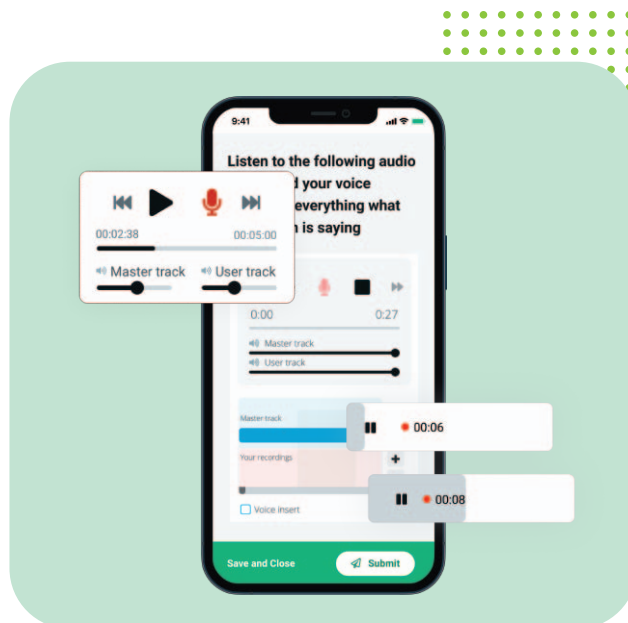 9:41
Listen to the following audio
your voice
everything what
is saying
00:02:38 00:05:00
Master track User track
0:00 0:27
Master track
User track
Master track
00:06
Your recordings
00:08
Voice insert
Save and Close Submit